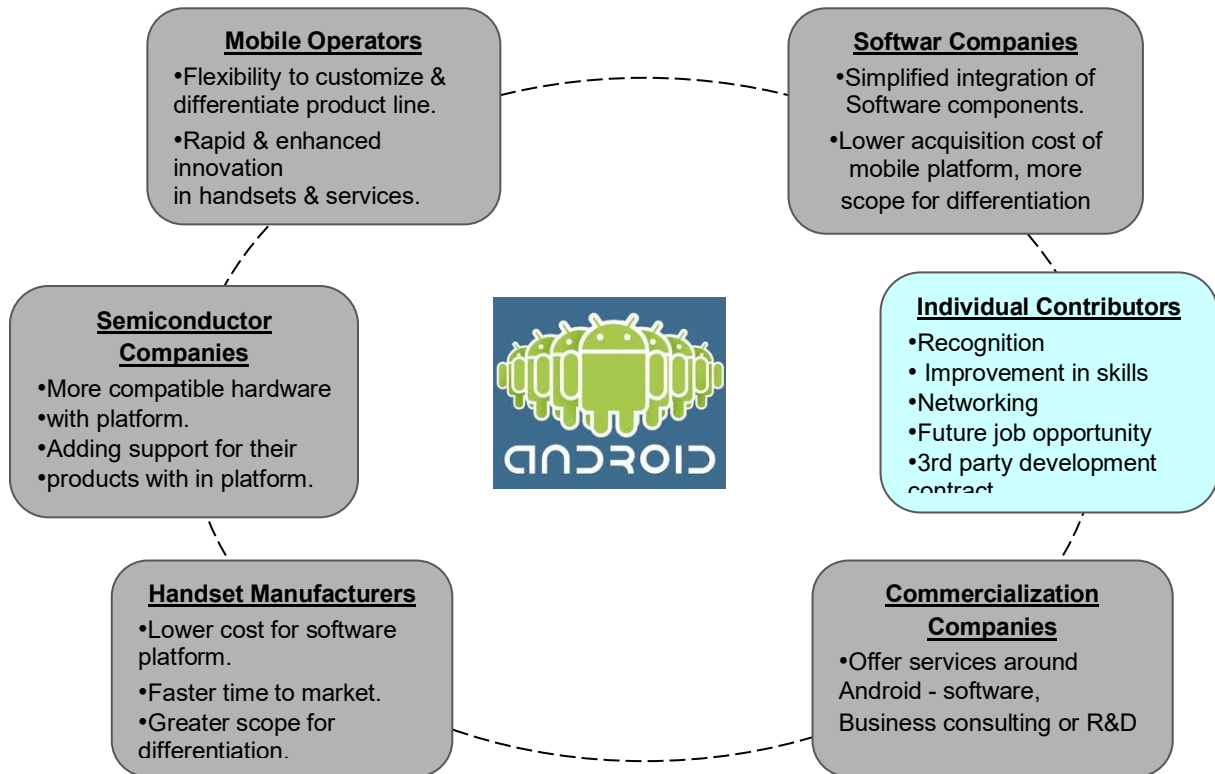 Mobile Operators
•Flexibility to customize &
differentiate product line.
•Rapid & enhanced
innovation
in handsets & services.
Softwar Companies
•Simplified integration of
Software components.
•Lower acquisition cost of
mobile platform, more
scope for differentiation
Semiconductor
Companies
•More compatible hardware
•with platform.
•Adding support for their
•products with in platform.
ANDROID
Individual Contributors
•Recognition
• Improvement in skills
•Networking
•Future job opportunity
•3rd party development
contract
Handset Manufacturers
•Lower cost for software
platform.
•Faster time to market.
•Greater scope for
differentiation.
Commercialization
Companies
•Offer services around
Android - software,
Business consulting or R&D